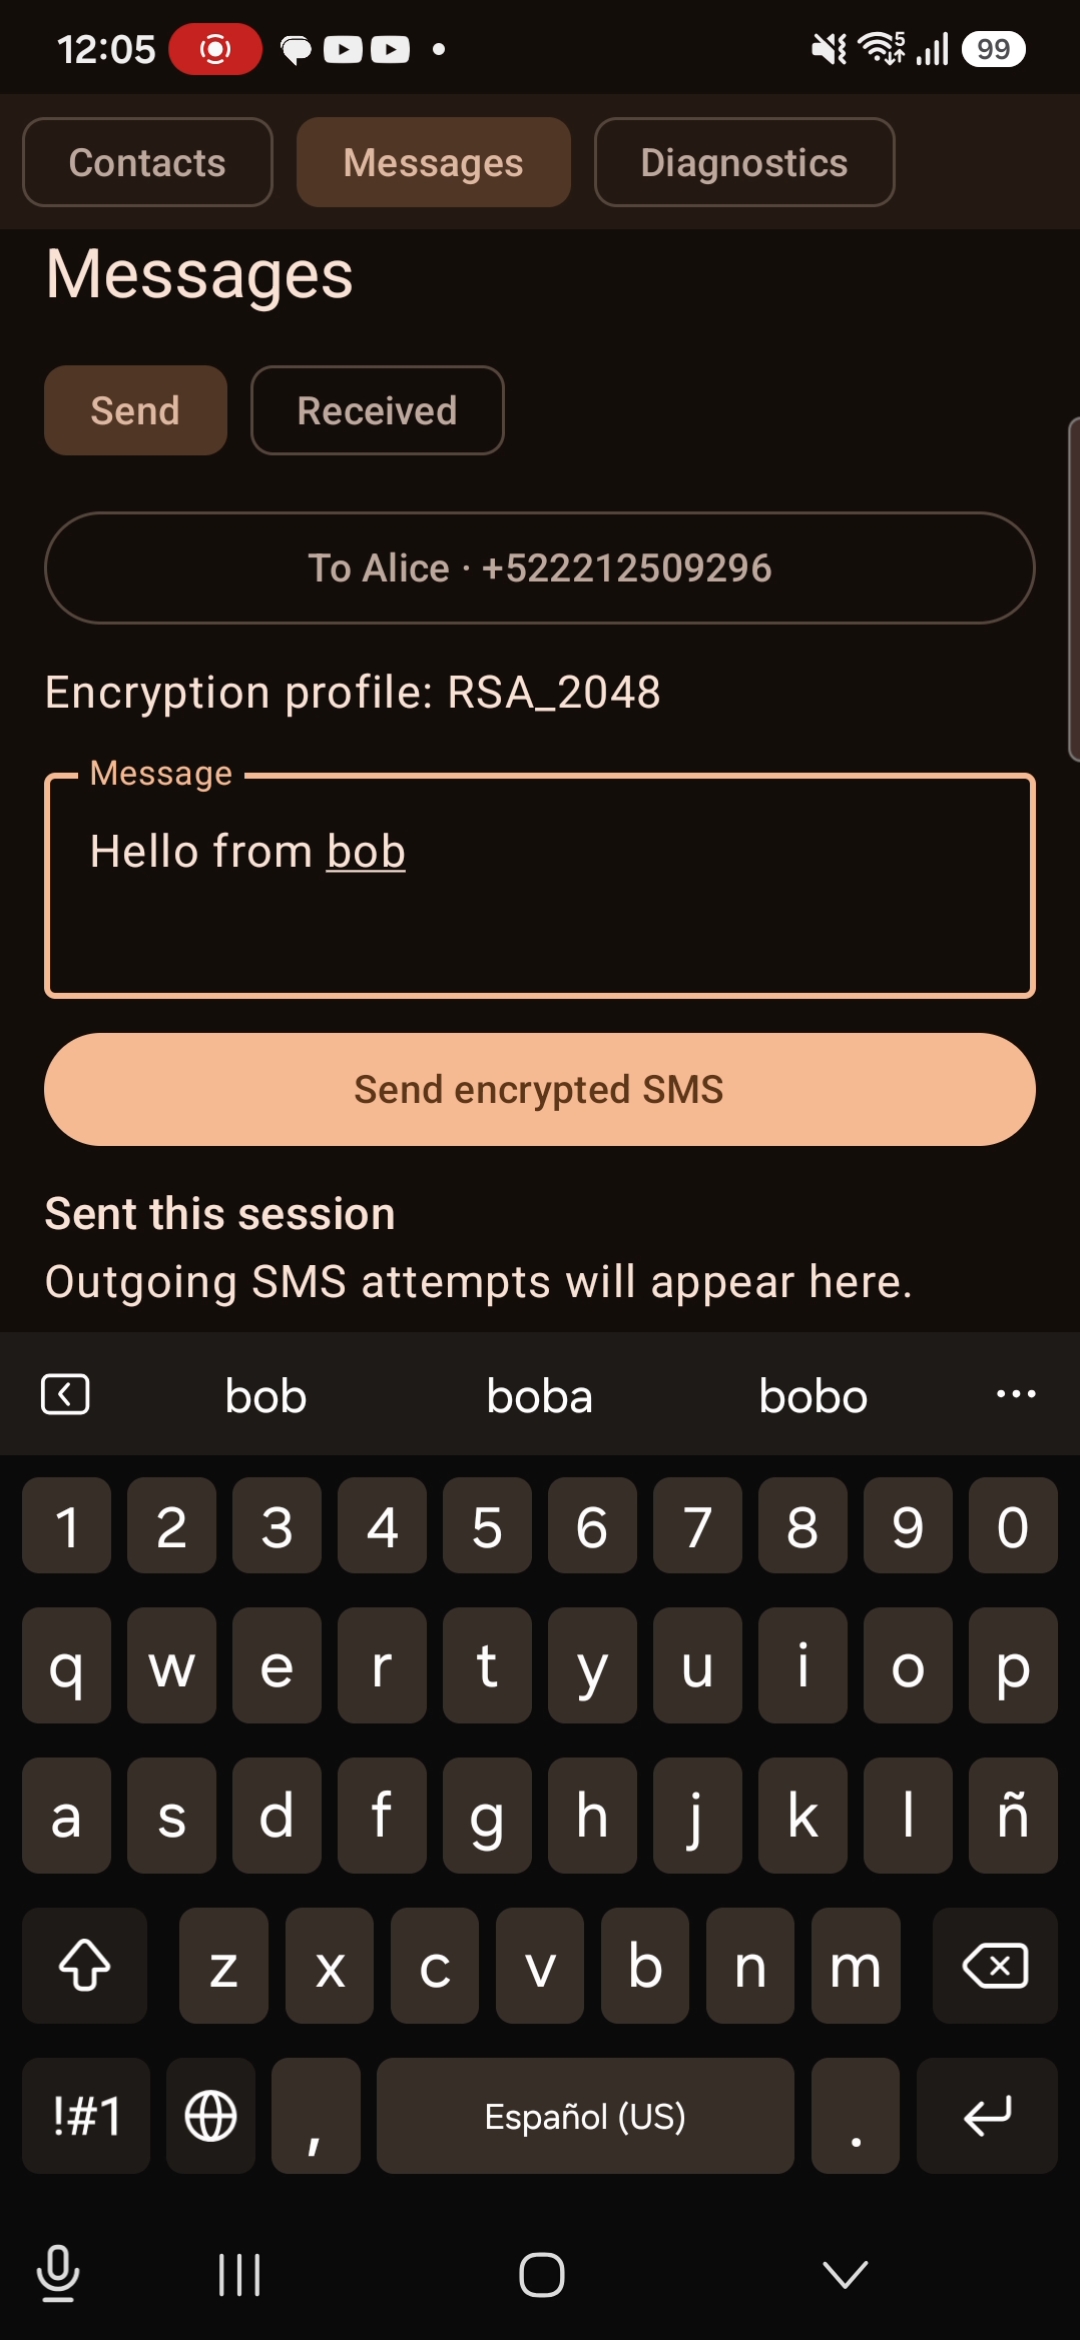 12:05 5 99
Contacts Messages Diagnostics
Messages
Send Received
To Alice · +522212509296
Encryption profile: RSA_2048
Message
Hello from bob
Send encrypted SMS
Sent this session
Outgoing SMS attempts will appear here.
bob boba bobo ...
1 2 3 4 5 6 7 8 9 0
q w e r t y u i o p
a s d f g h j k l ñ
z x c v b n m
!#1 , Español (US) .